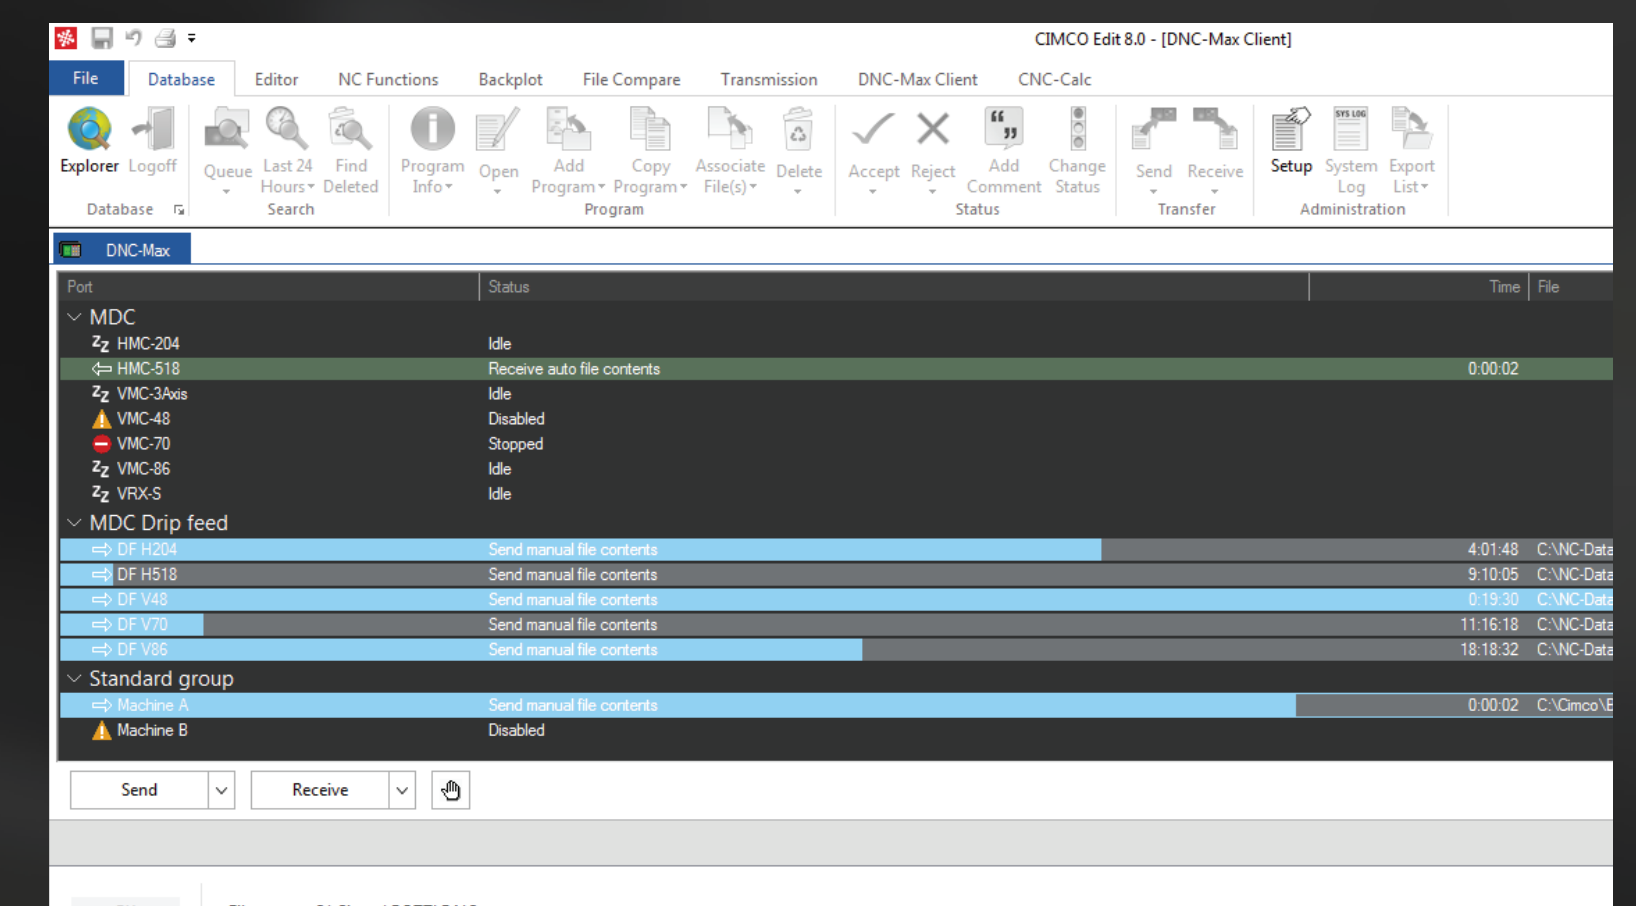 CIMCO Edit 8.0 - [DNC-Max Client]
File Database Editor NC Functions Backplot File Compare Transmission DNC-Max Client CNC-Calc
SYS LOG
Explorer Logoff Queue Last 24 Hours Find Deleted Program Info Open Add Program Copy Program Associate File(s) Delete Accept Reject Add Comment Change Status Send Receive Setup System Log Export List
Database Search Program Status Transfer Administration
DNC-Max
Port Status Time File
MDC
HMC-204 Idle
HMC-518 Receive auto file contents 0:00:02
VMC-3Axis Idle
VMC-48 Disabled
VMC-70 Stopped
VMC-86 Idle
VRX-S Idle
MDC Drip feed
DF H204 Send manual file contents 4:01:48 C:\NC-Data
DF H518 Send manual file contents 9:10:05 C:\NC-Data
DF V48 Send manual file contents 0:19:30 C:\NC-Data
DF V70 Send manual file contents 11:16:18 C:\NC-Data
DF V86 Send manual file contents 18:18:32 C:\NC-Data
Standard group
Machine A Send manual file contents 0:00:02 C:\Cimco\E
Machine B Disabled
Send Receive